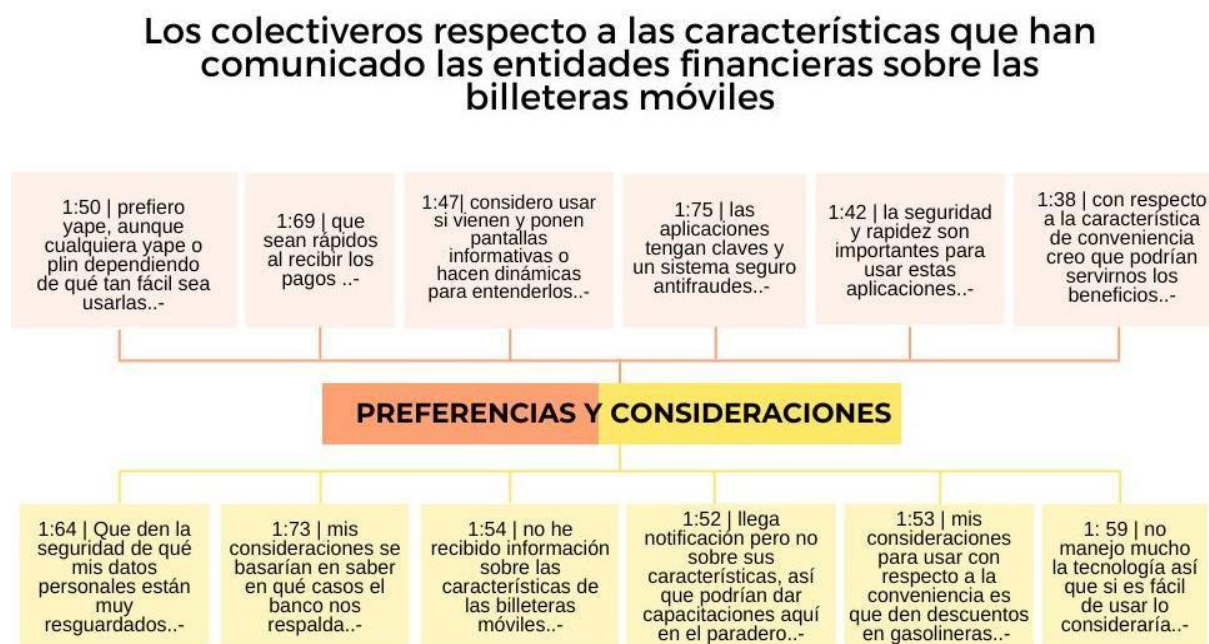 Los colectiveros respecto a las características que han
comunicado las entidades financieras sobre las
billeteras móviles
1:50 | prefiero
yape, aunque
cualquiera yape o
plin dependiendo
de qué tan fácil sea
usarlas..-
1:69 | que
sean rápidos
al recibir los
pagos ..-
1:47| considero usar
si vienen y ponen
pantallas
informativas o
hacen dinámicas
para entenderlos..-
1:75 | las
aplicaciones
tengan claves y
un sistema seguro
antifraudes..-
1:42 | la seguridad
y rapidez son
importantes para
usar estas
aplicaciones..-
1:38 | con respecto
a la característica
de conveniencia
creo que podrían
servirnos los
beneficios..-
PREFERENCIAS Y CONSIDERACIONES
1:64 | Que den la
seguridad de qué
mis datos
personales están
muy
resguardados..-
1:73 | mis
consideraciones se
basarían en saber
en qué casos el
banco nos
respalda..-
1:54 | no he
recibido información
sobre las
características de
las billeteras
móviles..-
1:52 | llega
notificación pero no
sobre sus
características, así
que podrían dar
capacitaciones aquí
en el paradero..-
1:53 | mis
consideraciones
para usar con
respecto a la
conveniencia es
que den descuentos
en gasolineras..-
1: 59 | no
manejo mucho
la tecnología así
que si es fácil
de usar lo
consideraría..-